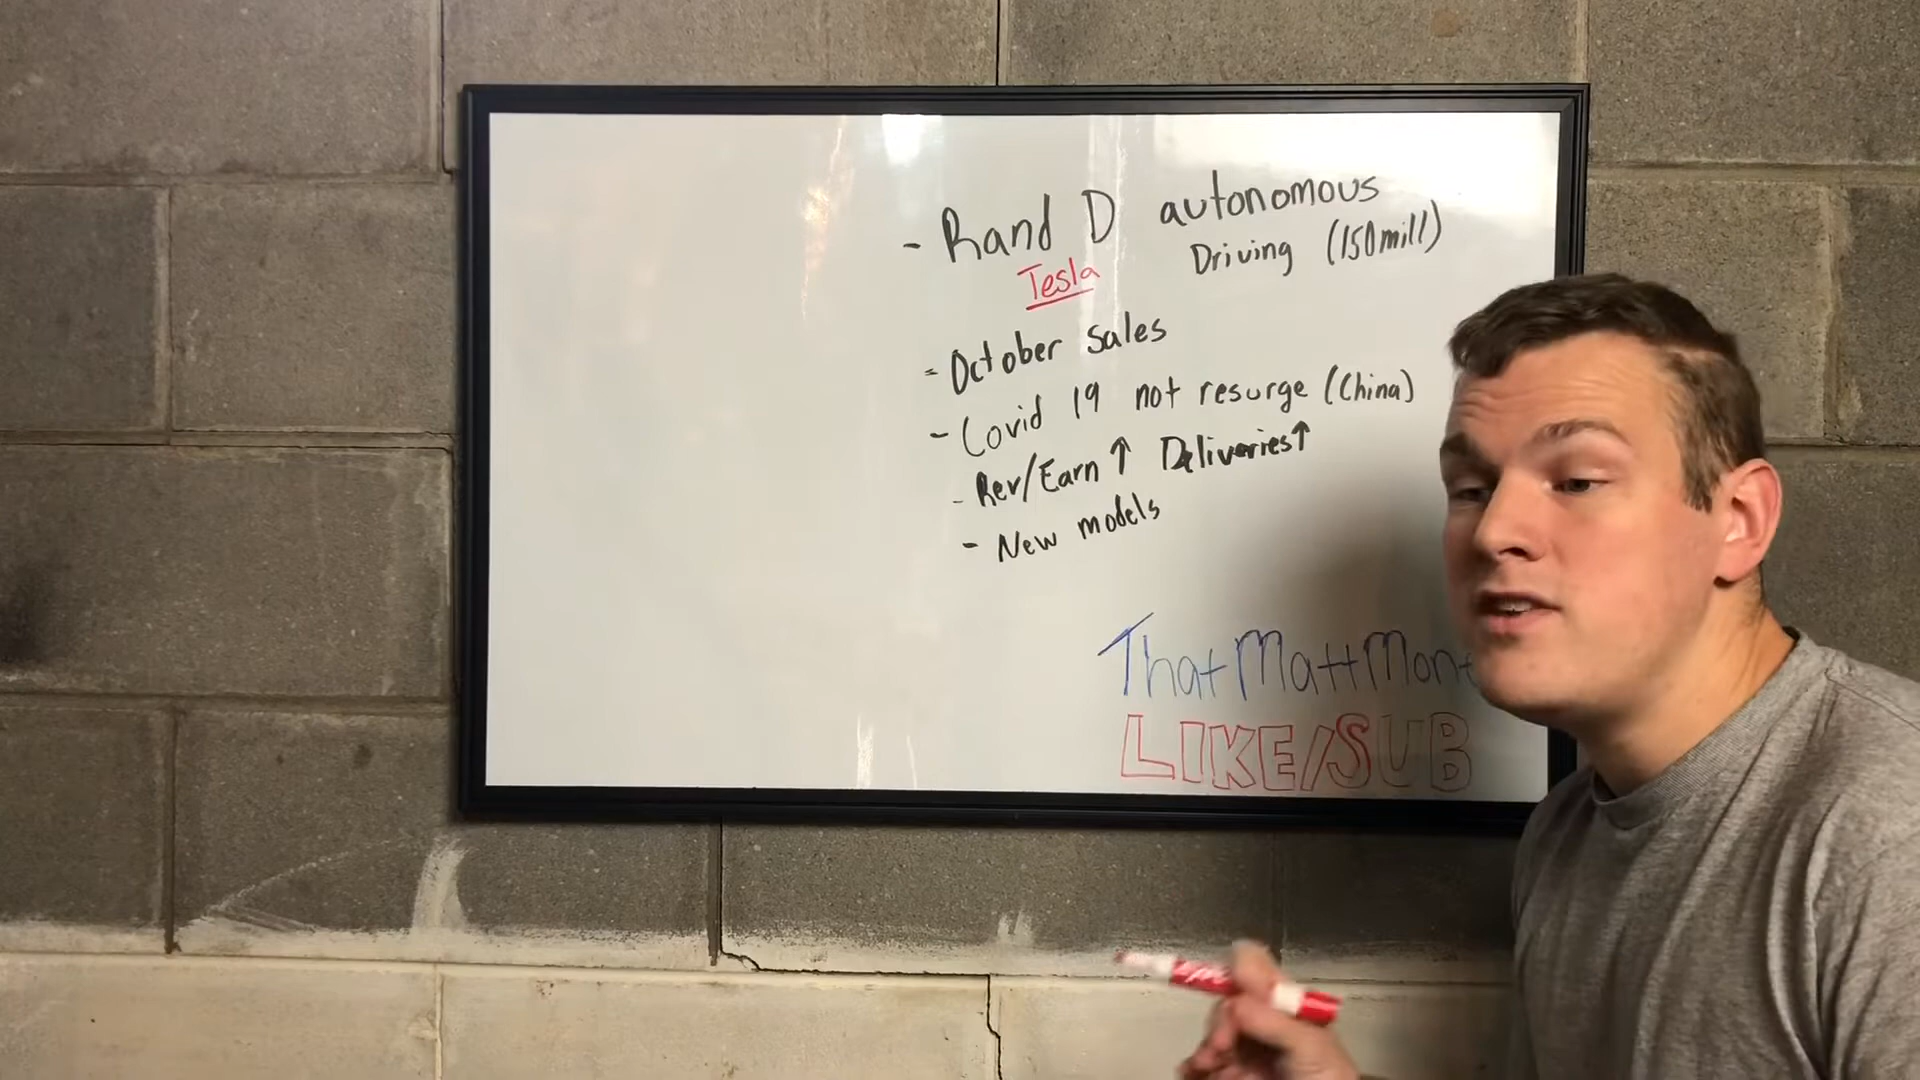 - Rand D autonomous
Driving (150mill)
Tesla
- October Sales
- Covid 19 not resurge (China)
- Rev/Earn ↑ Deliveries ↑
- New models
ThatMattMont
LIKE/SUB